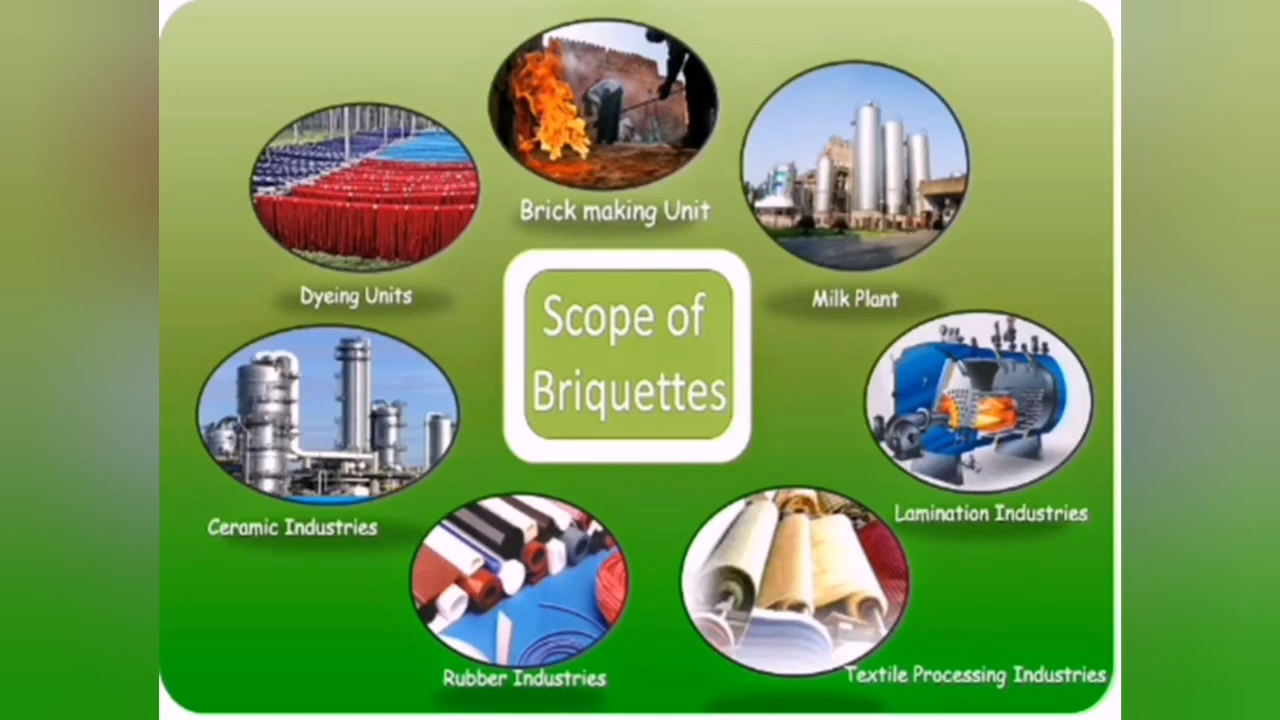 Brick making Unit
Dyeing Units
Milk Plant
Scope of
Briquettes
Ceramic Industries
Lamination Industries
Rubber Industries
Textile Processing Industries